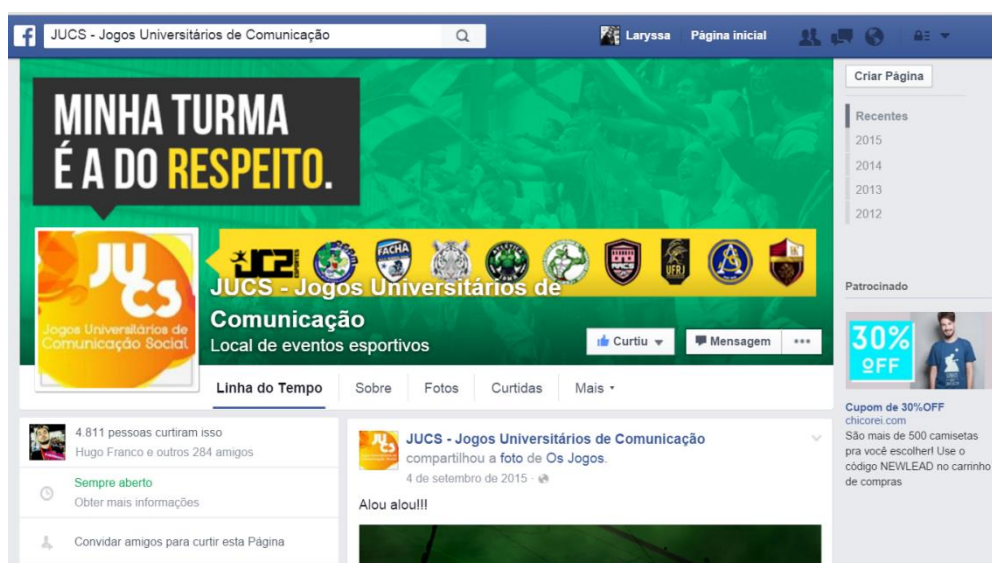 f JUCS - Jogos Universitários de Comunicação
Laryssa Página inicial
MINHA TURMA
É A DO RESPEITO.
JUCS
Jogos Universitários de
Comunicação Social
JC2
FACHA
AACS
UFRJ
JUCS - Jogos Universitários de
Comunicação
Local de eventos esportivos
Curtiu
Mensagem
Linha do Tempo Sobre Fotos Curtidas Mais
4.811 pessoas curtiram isso
Hugo Franco e outros 284 amigos
Sempre aberto
Obter mais informações
Convidar amigos para curtir esta Página
JUCS
JUCS - Jogos Universitários de Comunicação
compartilhou a foto de Os Jogos.
4 de setembro de 2015 ·
Alou alou!!!
Criar Página
Recentes
2015
2014
2013
2012
Patrocinado
30%
OFF
Cupom de 30%OFF
chicorei.com
São mais de 500 camisetas
pra você escolher! Use o
código NEWLEAD no carrinho
de compras